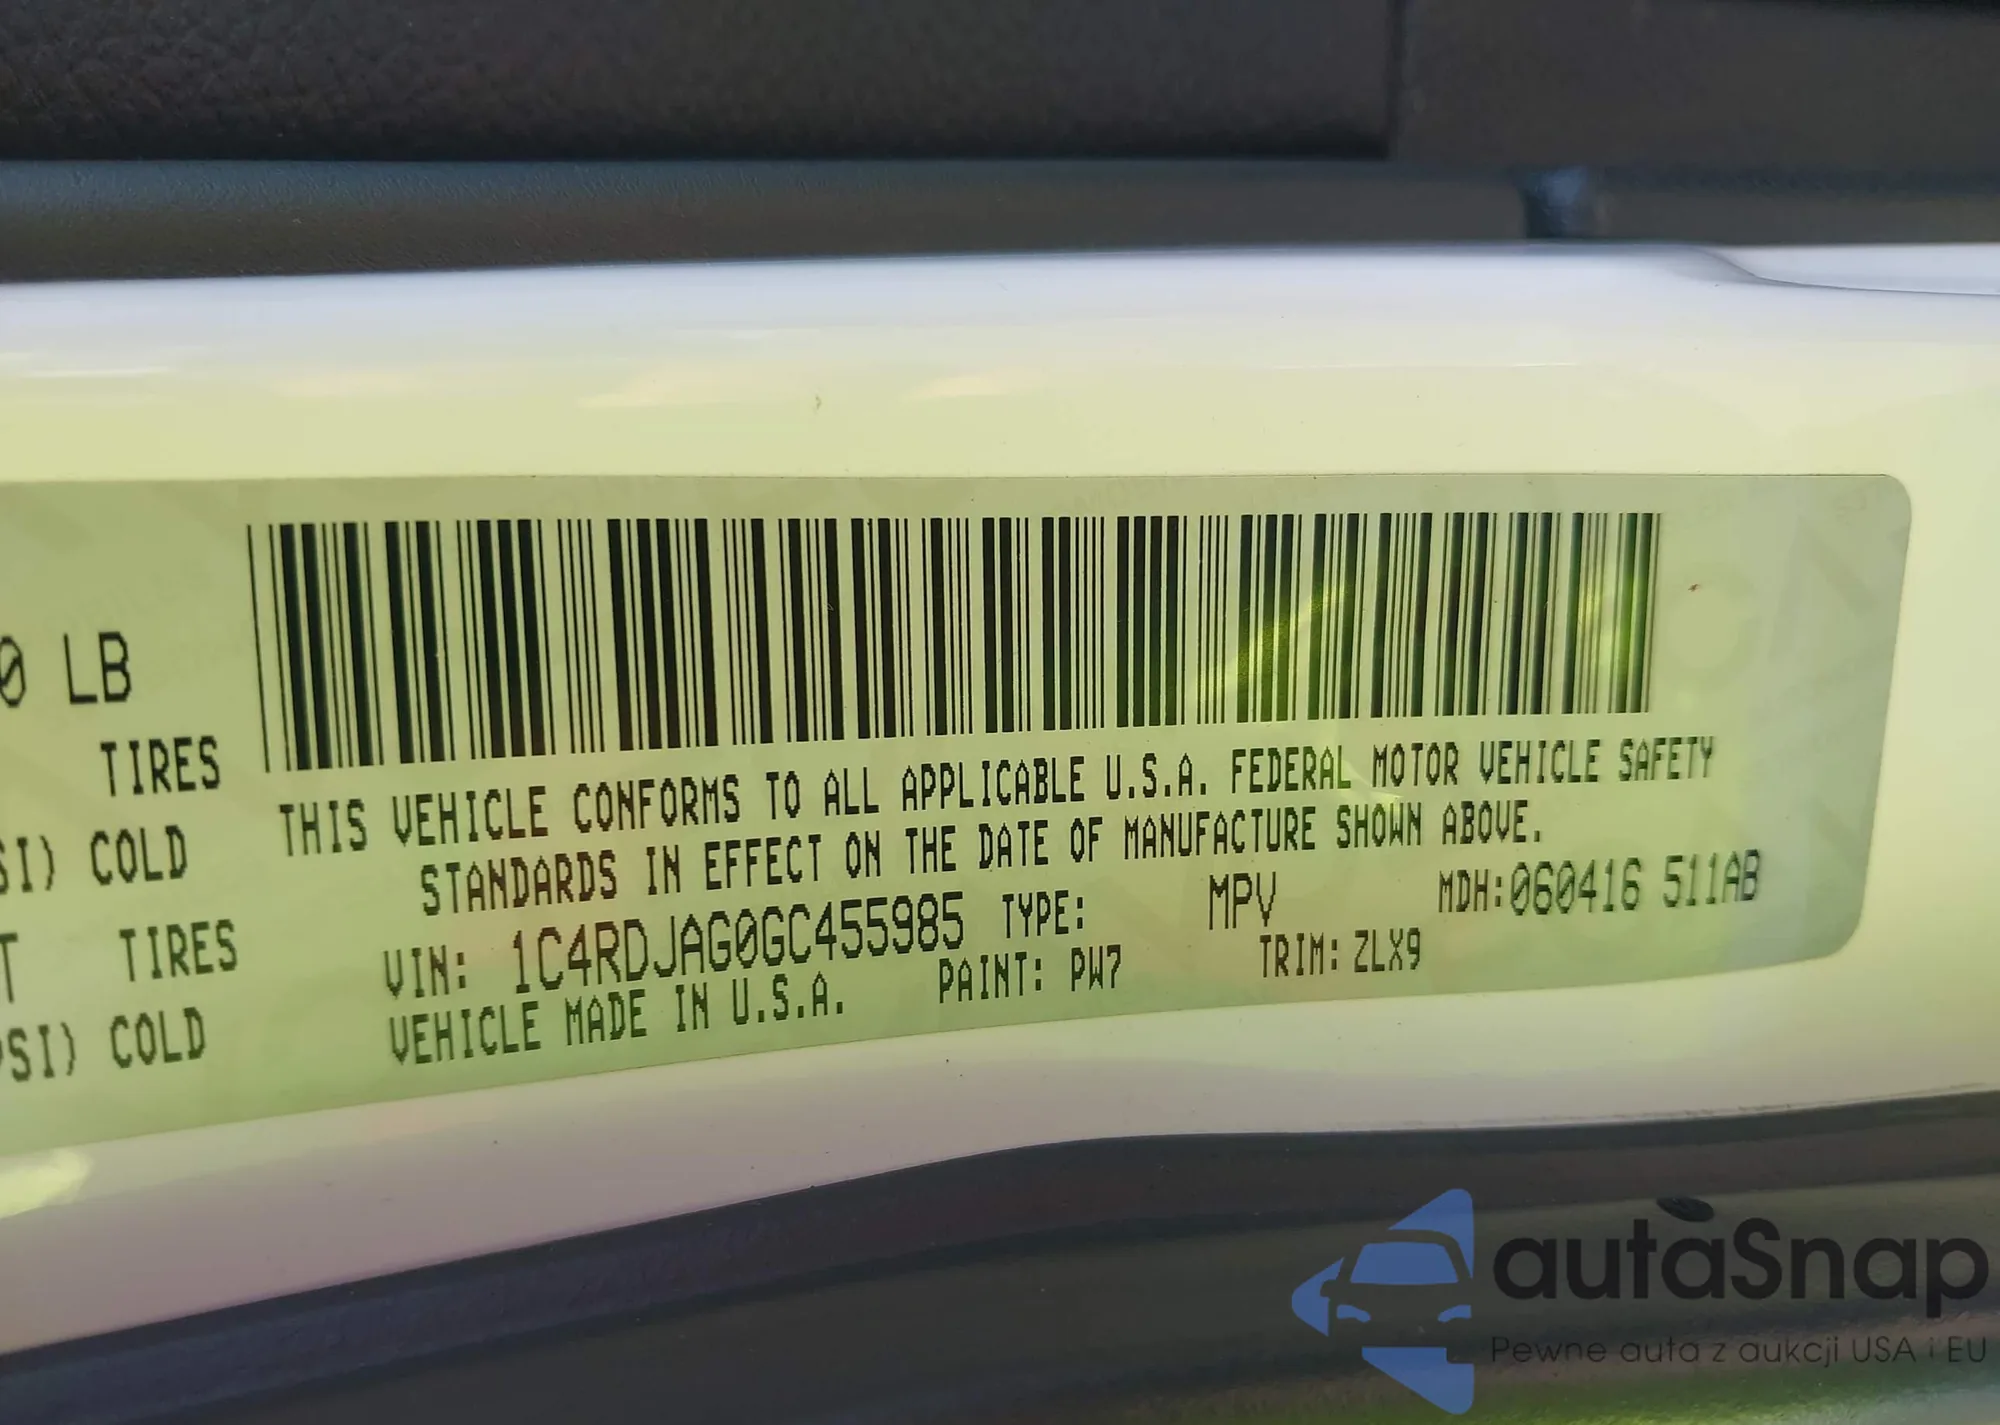 0 LB
TIRES
SI) COLD
T TIRES
PSI) COLD
THIS VEHICLE CONFORMS TO ALL APPLICABLE U.S.A. FEDERAL MOTOR VEHICLE SAFETY
STANDARDS IN EFFECT ON THE DATE OF MANUFACTURE SHOWN ABOVE.
VIN: 1C4RDJAG0GC455985 TYPE: MPV MDH:060416 511AB
VEHICLE MADE IN U.S.A. PAINT: PW7 TRIM: ZLX9
autaSnap
Pewne auta z aukcji USA i EU